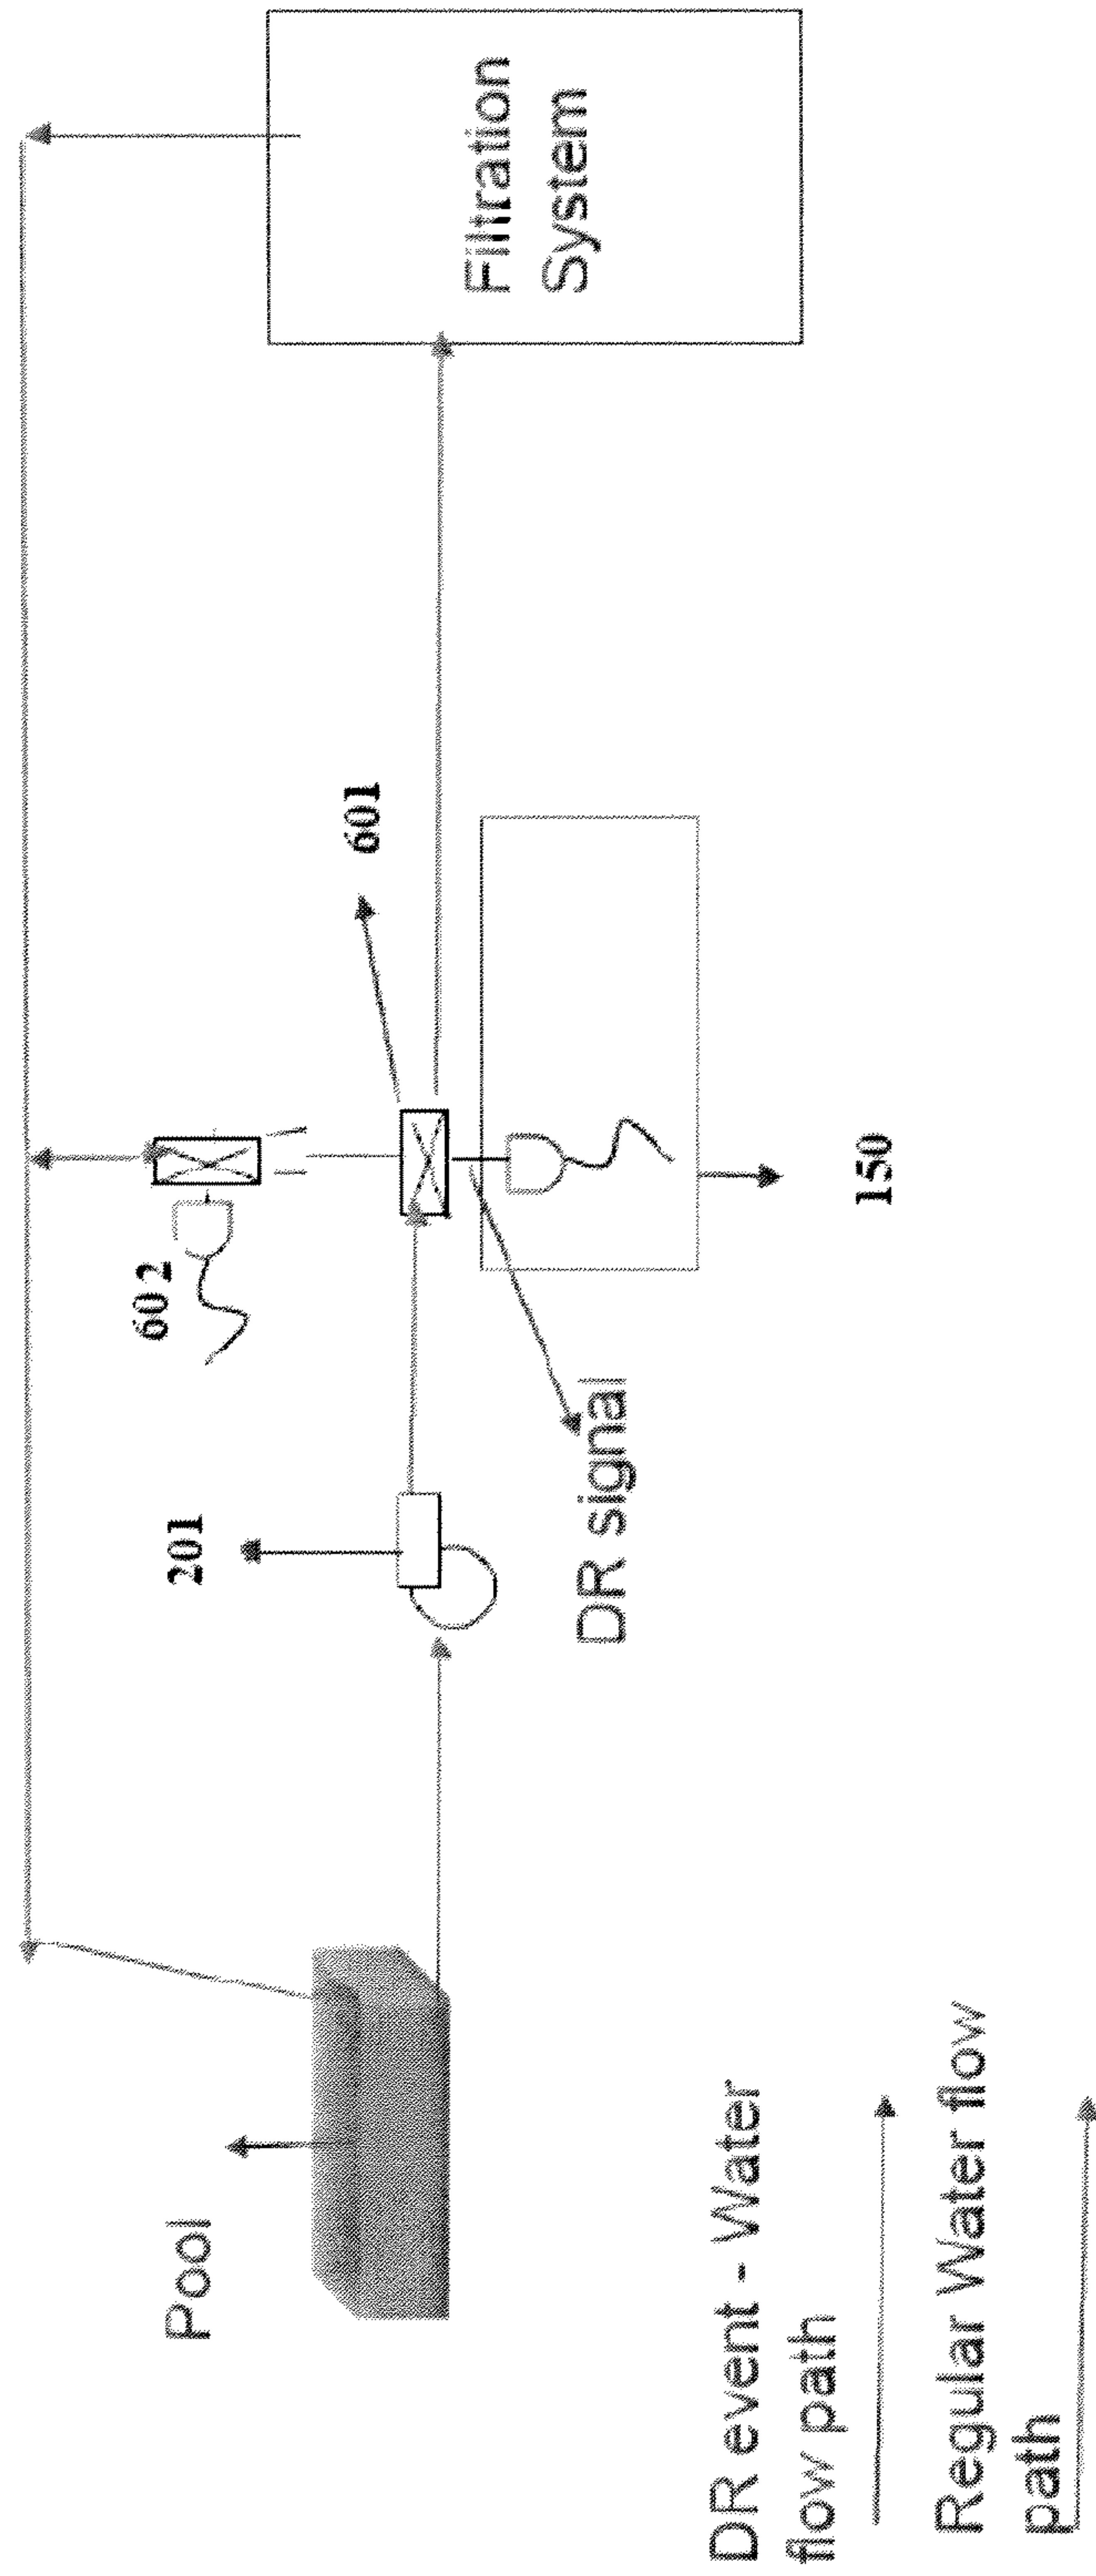 Filtration
System
601
602
201
150
DR signal
Pool
DR event - Water
flow path
Regular Water flow
path